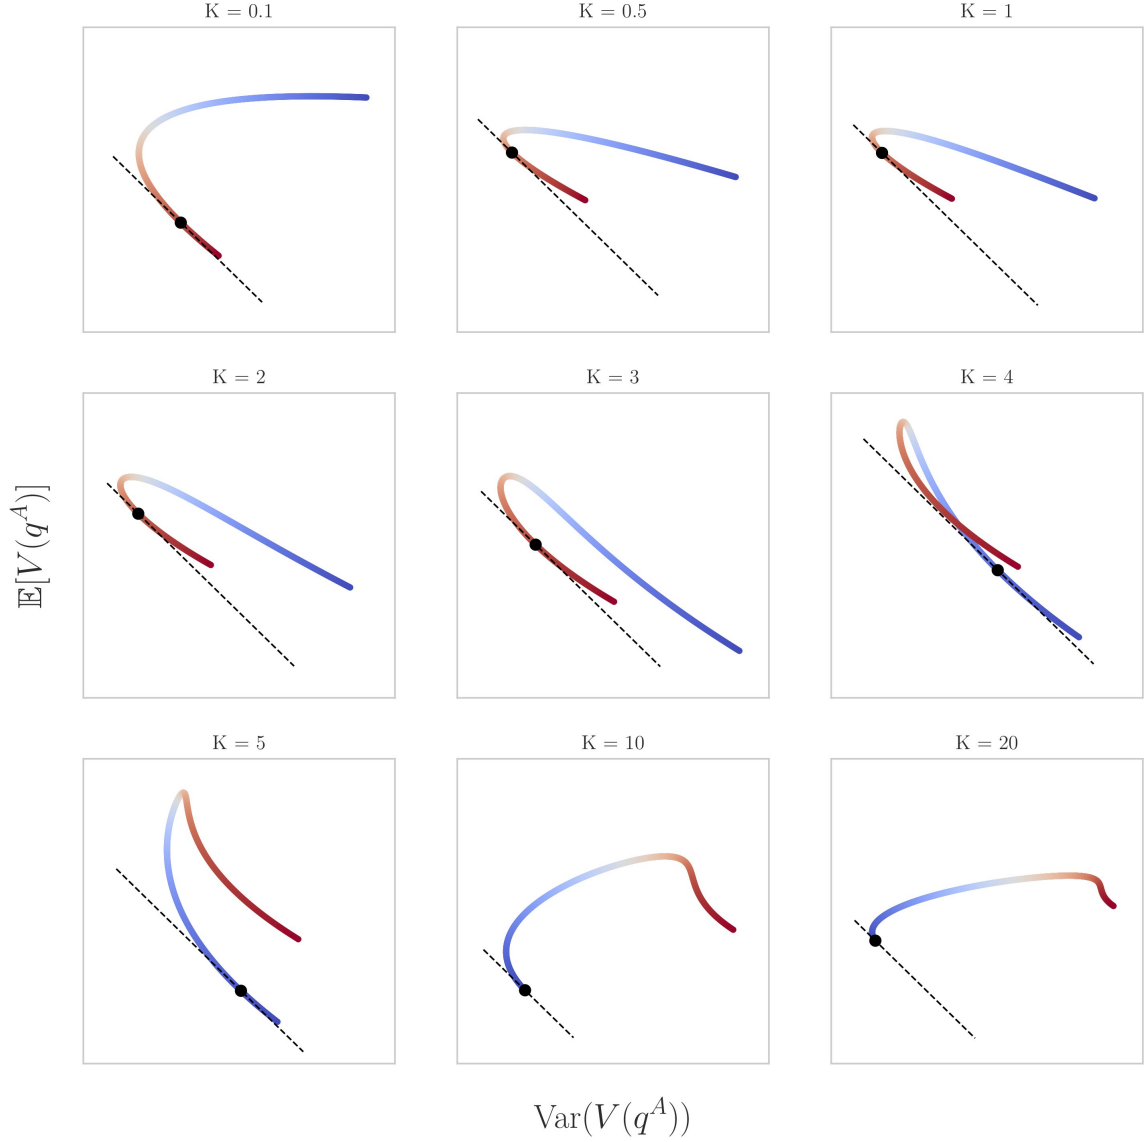 K = 0.1
K = 0.5
K = 1
K = 2
K = 3
K = 4
𝔼[V(q^A)]
K = 5
K = 10
K = 20
Var(V(q^A))